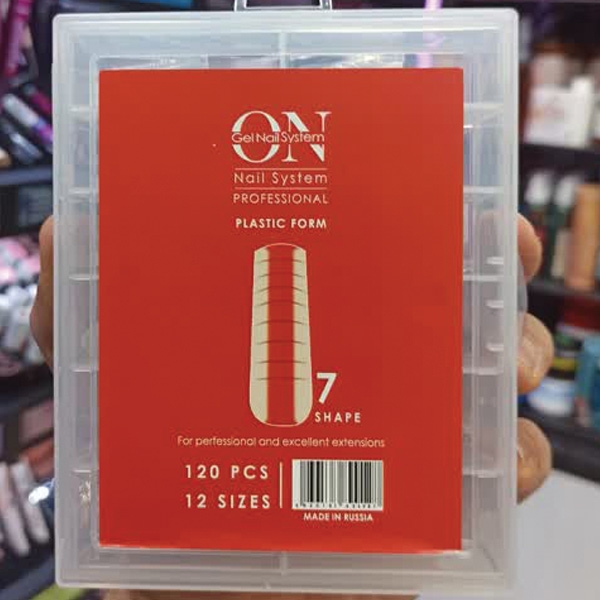 ON
Gel Nail System
Nail System
PROFESSIONAL
PLASTIC FORM
7
SHAPE
For perfessional and excellent extensions
120 PCS
12 SIZES
MADE IN RUSSIA